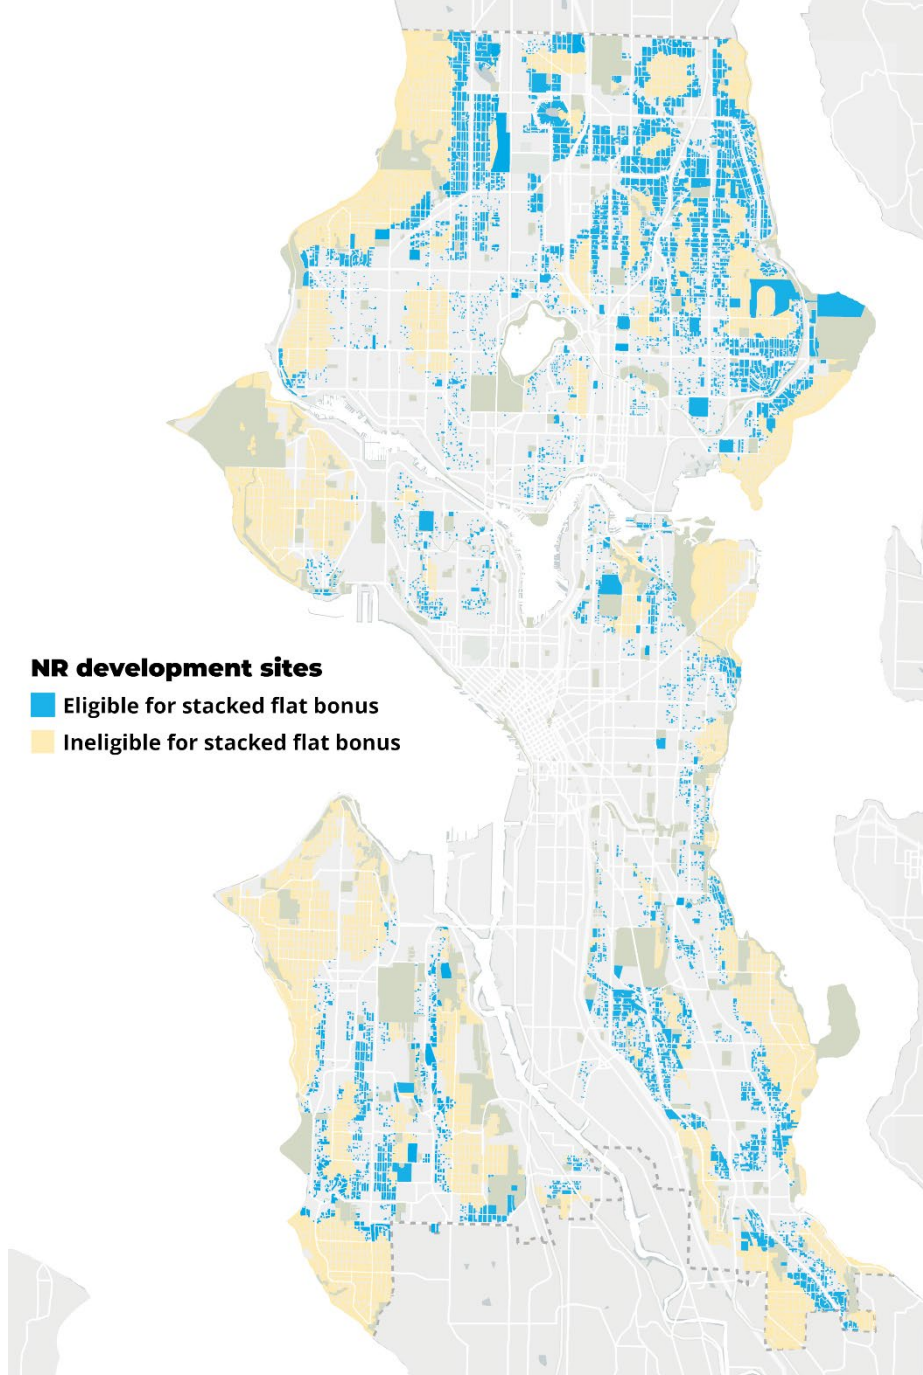 NR development sites
Eligible for stacked flat bonus
Ineligible for stacked flat bonus